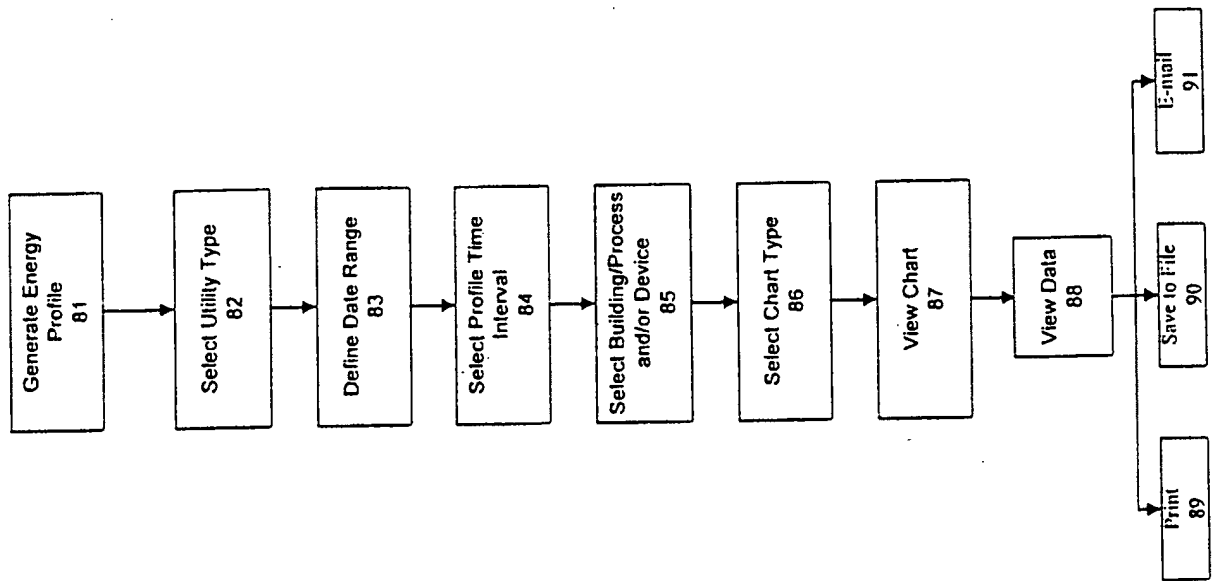 Generate Energy
Profile
81
Select Utility Type
82
Define Date Range
83
Select Profile Time
Interval
84
Select Building/Process
and/or Device
85
Select Chart Type
86
View Chart
87
View Data
88
Print
89
Save to File
90
E-mail
91